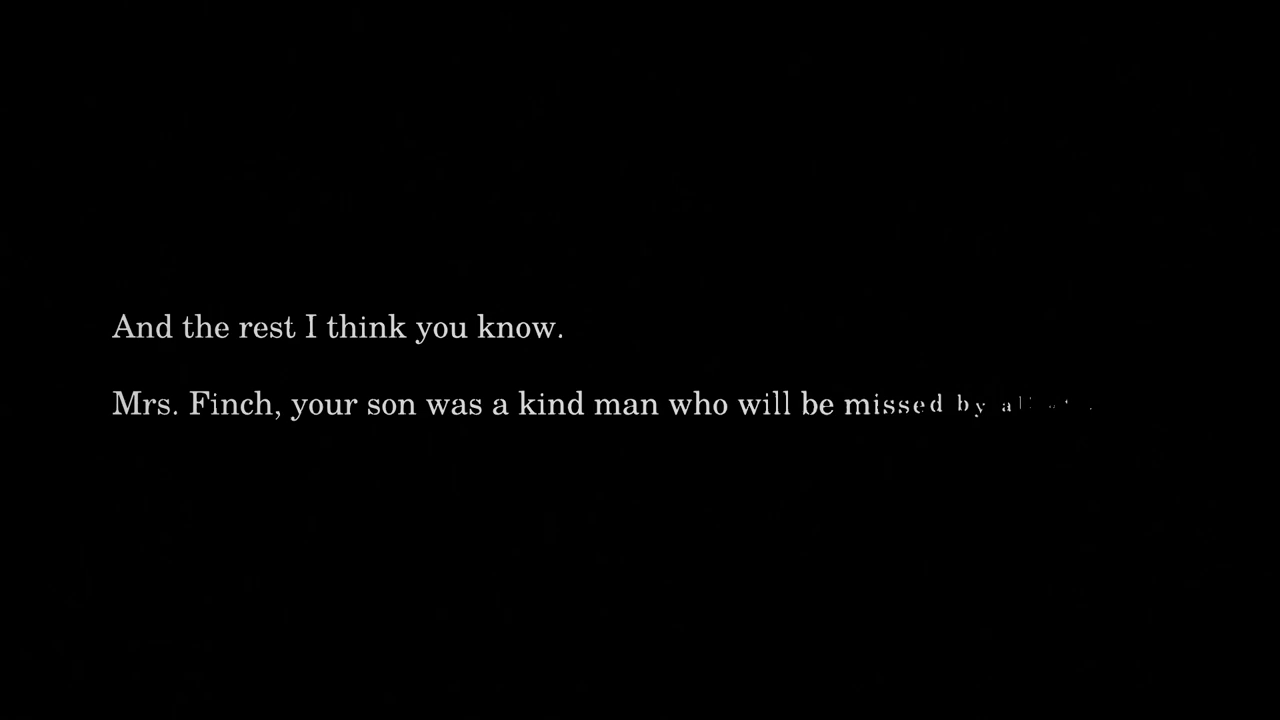 And the rest I think you know.
Mrs. Finch, your son was a kind man who will be missed by